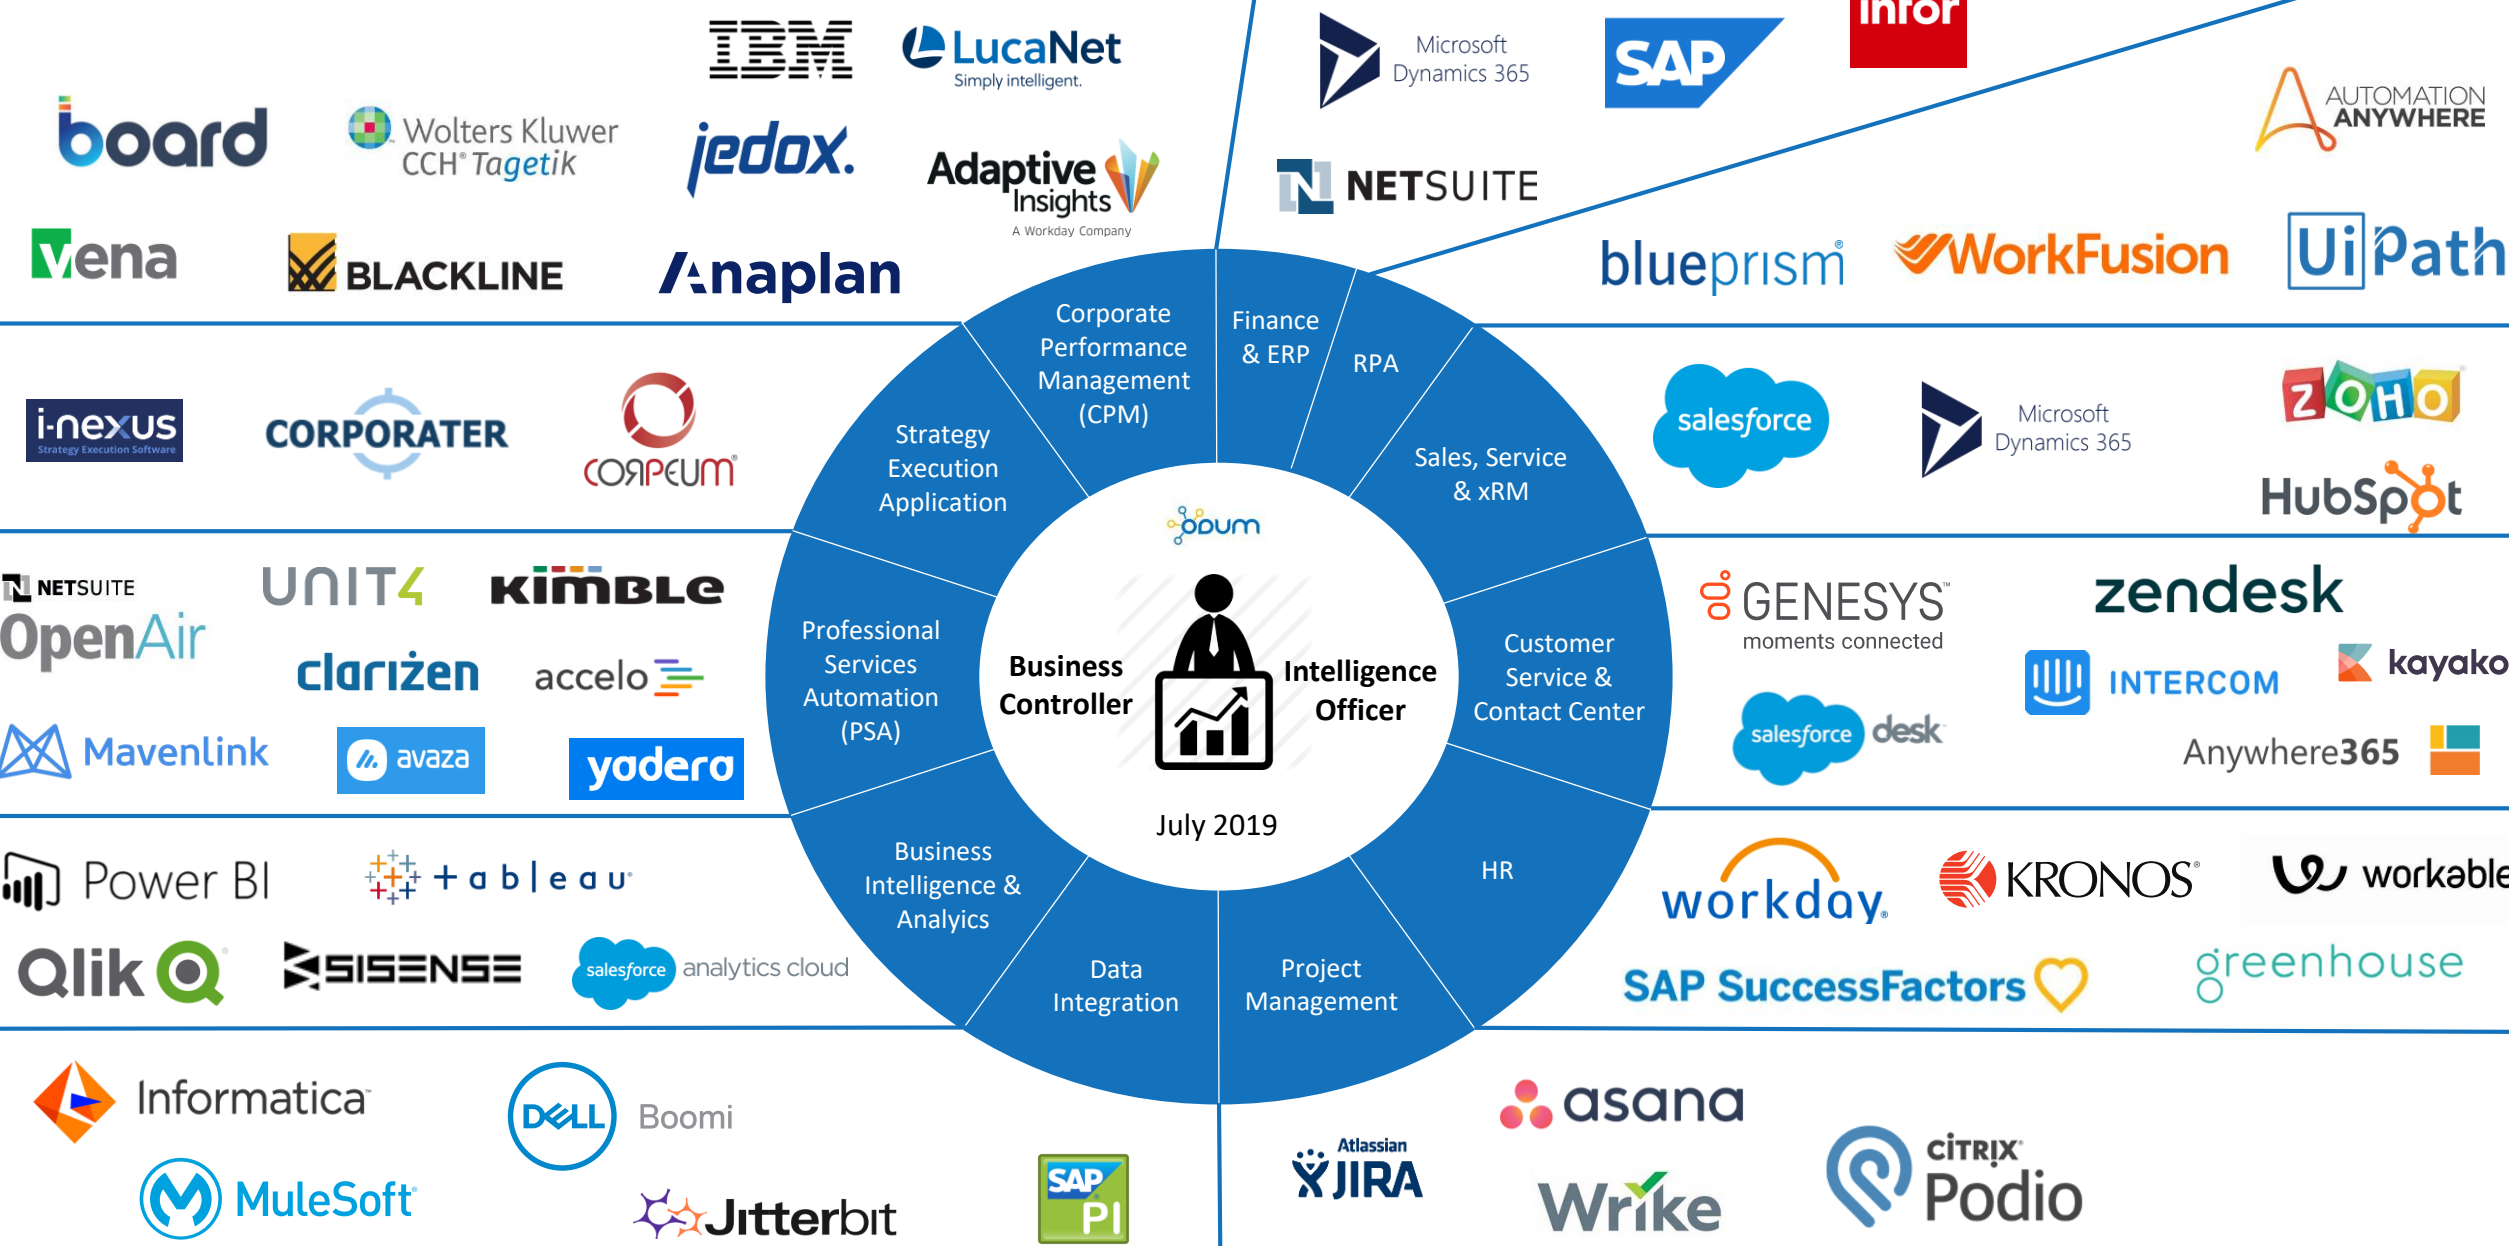 IBM
LucaNet
Simply intelligent.
board
Wolters Kluwer
CCH® Tagetik
jedox.
Adaptive
Insights
A Workday Company
vena
BLACKLINE
Anaplan
Microsoft
Dynamics 365
SAP
infor
NETSUITE
AUTOMATION
ANYWHERE
blueprism®
WorkFusion
UiPath
Corporate
Performance
Management
(CPM)
Finance
& ERP
RPA
Strategy
Execution
Application
Sales, Service
& xRM
i-nexus
Strategy Execution Software
CORPORATER
CORPEUM®
salesforce
Microsoft
Dynamics 365
ZOHO
HubSpot
ODUM
Business
Controller
Intelligence
Officer
July 2019
NETSUITE
OpenAir
UNIT4
KIMBLE
clarizen
accelo
Mavenlink
avaza
yadera
Professional
Services
Automation
(PSA)
Customer
Service &
Contact Center
GENESYS™
moments connected
zendesk
INTERCOM
kayako
salesforce desk
Anywhere365
Power BI
+ableau
Qlik
SISENSE
salesforce analytics cloud
Business
Intelligence &
Analyics
HR
workday®
KRONOS®
workable
SAP SuccessFactors
greenhouse
Data
Integration
Project
Management
Informatica
DELL Boomi
MuleSoft
Jitterbit
SAP
PI
Atlassian
JIRA
asana
Wrike
CITRIX
Podio